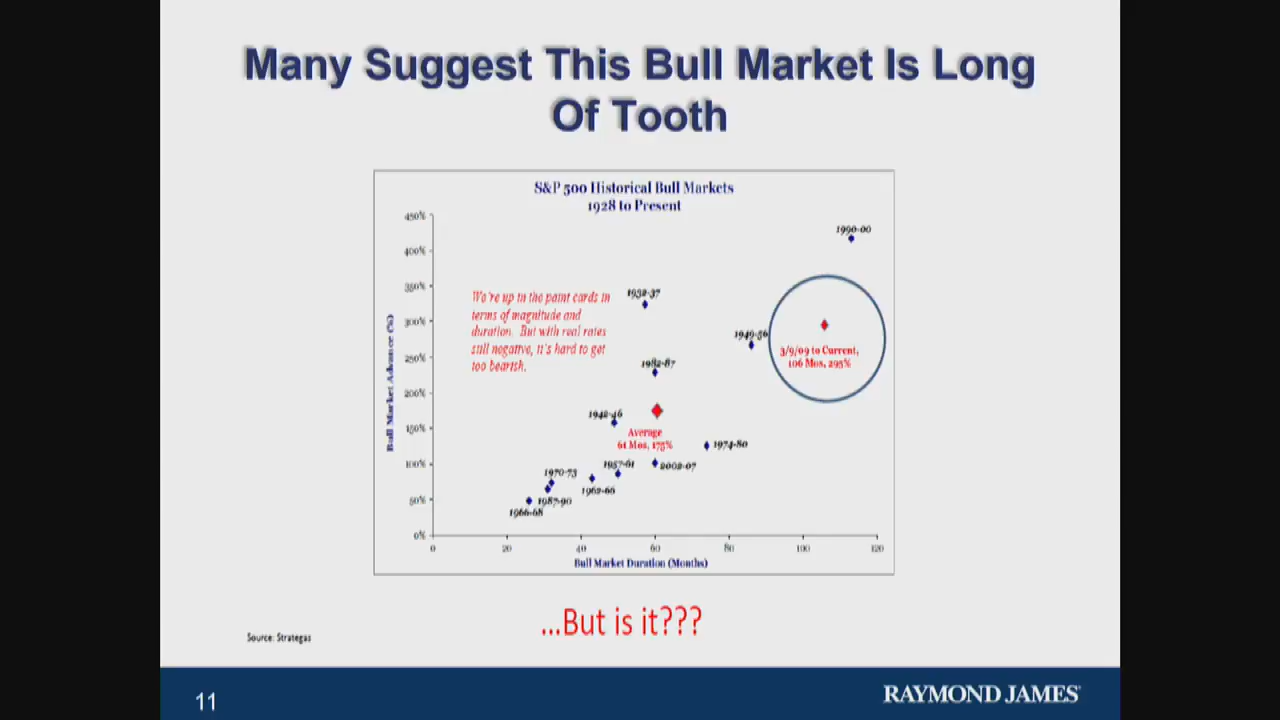 Many Suggest This Bull Market Is Long
Of Tooth
S&P 500 Historical Bull Markets
1928 to Present
450%
400%
350%
300%
250%
200%
150%
100%
50%
0%
Bull Market Advance (%)
We're up in the paint cards in
terms of magnitude and
duration. But with real rates
still negative, it's hard to get
too bearish.
1990-00
1932-37
1949-56
3/9/09 to Current,
106 Mos, 295%
1982-87
1942-46
Average
61 Mos, 175%
1974-80
1957-61
2002-07
1970-73
1962-66
1987-90
1966-68
0
20
40
60
80
100
120
Bull Market Duration (Months)
...But is it???
Source: Strategas
11
RAYMOND JAMES